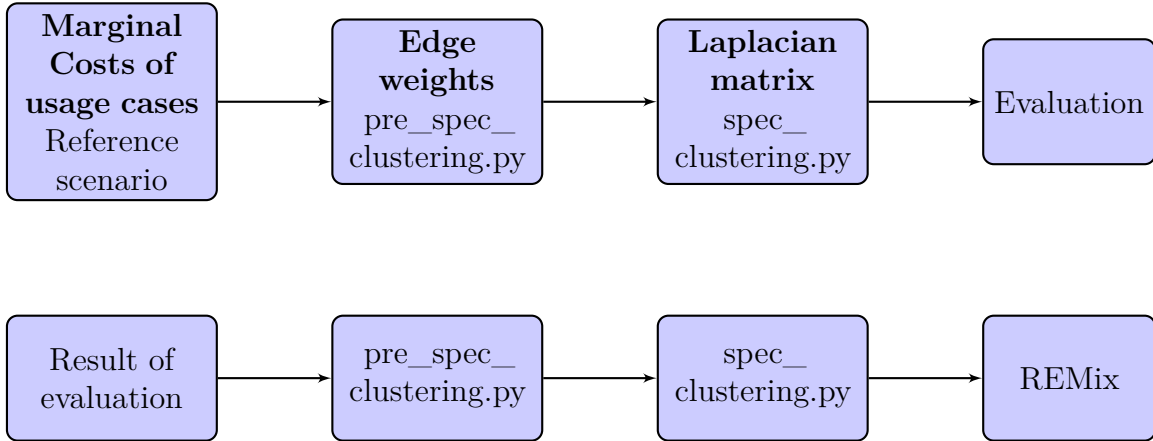 Marginal
Costs of
usage cases
Reference
scenario
Edge
weights
pre_spec_
clustering.py
Laplacian
matrix
spec_
clustering.py
Evaluation
Result of
evaluation
pre_spec_
clustering.py
spec_
clustering.py
REMix